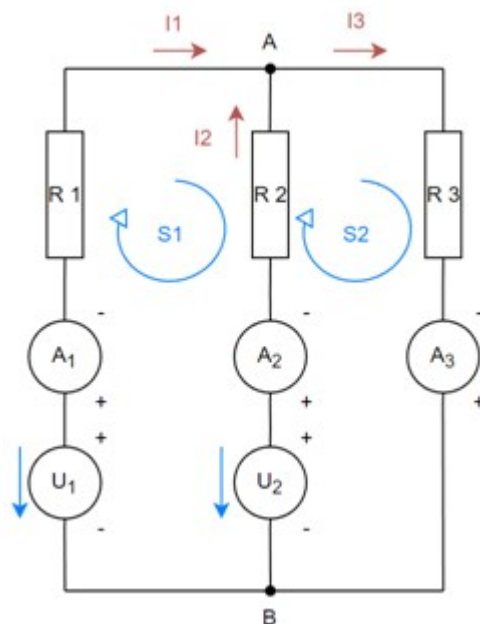 I1
A
I3
I2
R 1
R 2
R 3
S1
S2
- - -
A₁
A₂
A₃
+ + +
+ +
U₁
U₂
- -
B